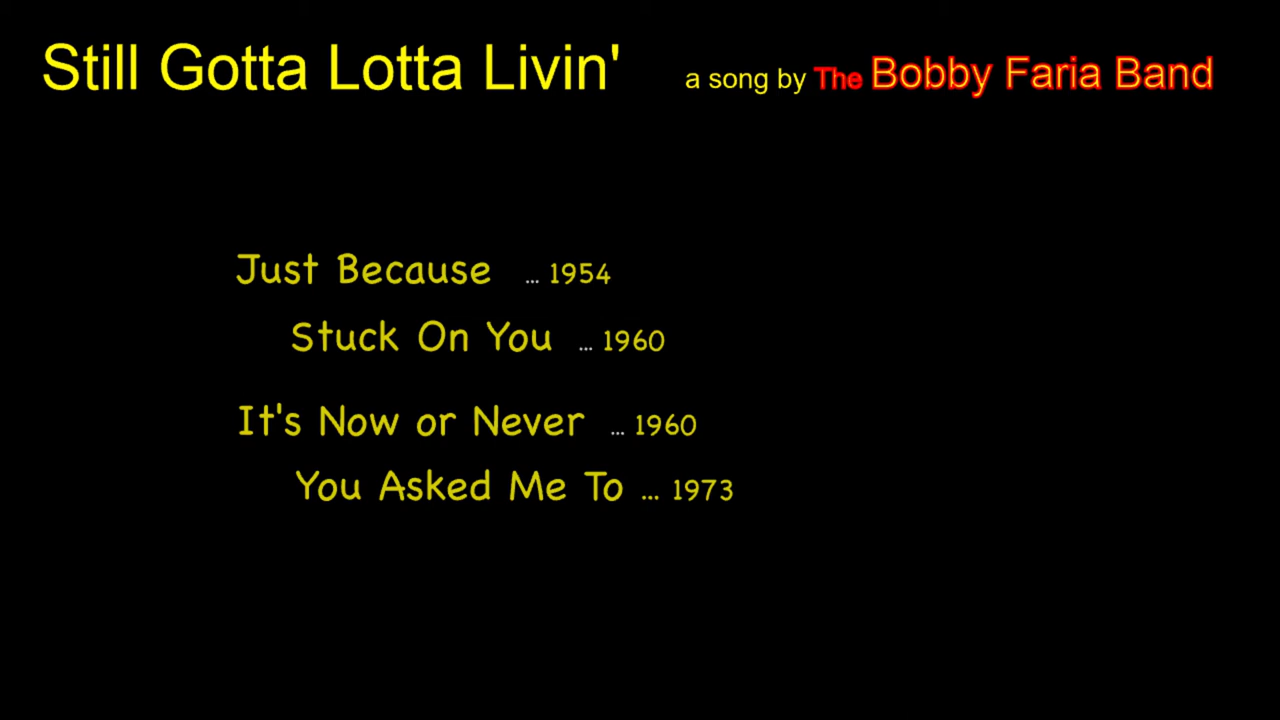 Still Gotta Lotta Livin' a song by The Bobby Faria Band
Just Because ... 1954
Stuck On You ... 1960
It's Now or Never ... 1960
You Asked Me To ... 1973